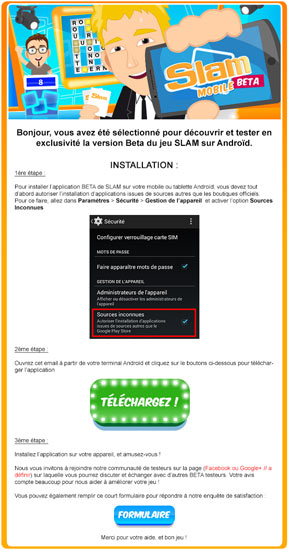 ROULETTE
8
Slam
MOBILE BETA
Bonjour, vous avez été sélectionné pour découvrir et tester en
exclusivité la version Beta du jeu SLAM sur Androïd.
INSTALLATION :
1ère étape :
Pour installer l'application BETA de SLAM sur votre mobile ou tablette Androïd, vous devez tout
d'abord autoriser l'installation d'applications issues de sources autres que les boutiques officiels.
Pour ce faire, allez dans Paramètres > Sécurité > Gestion de l'appareil et activer l'option Sources
Inconnues.
Sécurité
Configurer verrouillage carte SIM
MOTS DE PASSE
Faire apparaître mots de passe
GESTION DE L'APPAREIL
Administrateurs de l'appareil
Afficher ou désactiver les administrateurs de
l'appareil
Sources inconnues
Autoriser l'installation d'applications
issues de sources autres que le
Google Play Store
2ème étape :
Ouvrez cet email à partir de votre terminal Androïd et cliquez sur le boutons ci-dessous pour téléchar-
ger l'application
TÉLÉCHARGEZ !
3ème étape :
Installez l'application sur votre appareil, et amusez-vous !
Nous vous invitons à rejoindre notre communauté de testeurs sur la page (Facebook ou Google+ // a
définir) sur laquelle vous pourrez discuter et échanger avec d'autres BETA testeurs. Votre avis
compte beaucoup pour nous aider à améliorer votre jeu !
Vous pouvez également remplir ce court formulaire pour répondre à notre enquête de satisfaction :
FORMULAIRE
Merci pour votre aide, et bon jeu !